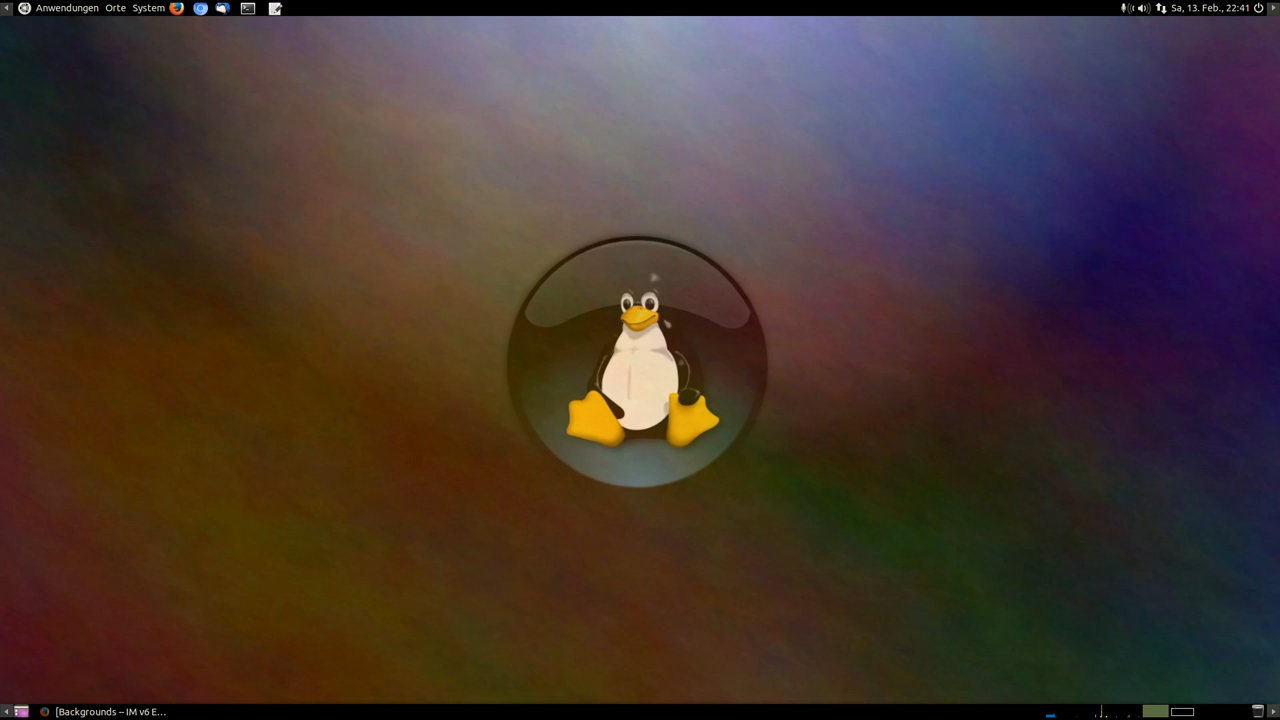 Anwendungen Orte System
Sa, 13. Feb., 22:41
[Backgrounds – IM v6 E...